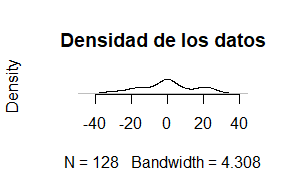 Densidad de los datos
Density
-40 -20 0 20 40
N = 128 Bandwidth = 4.308